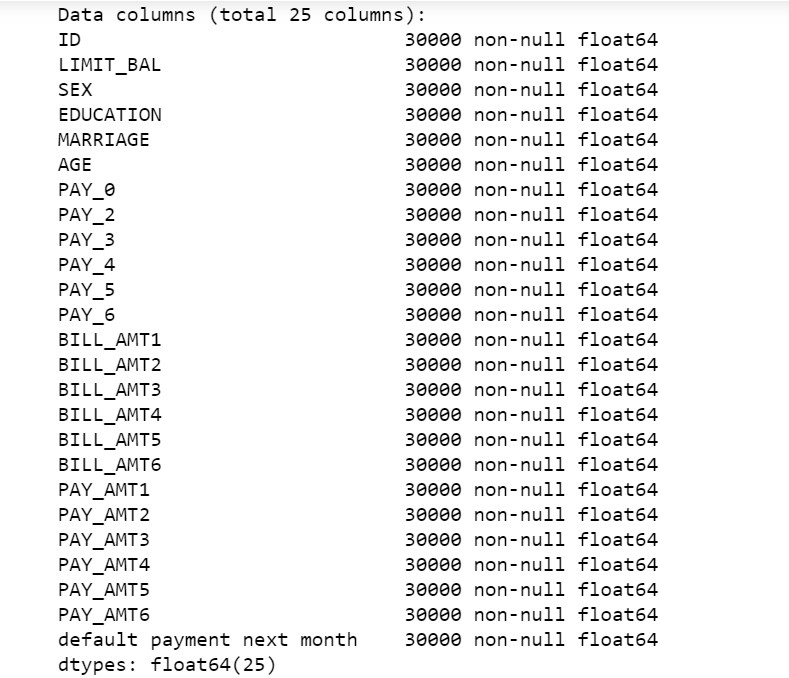 Data columns (total 25 columns):
ID 30000 non-null float64
LIMIT_BAL 30000 non-null float64
SEX 30000 non-null float64
EDUCATION 30000 non-null float64
MARRIAGE 30000 non-null float64
AGE 30000 non-null float64
PAY_0 30000 non-null float64
PAY_2 30000 non-null float64
PAY_3 30000 non-null float64
PAY_4 30000 non-null float64
PAY_5 30000 non-null float64
PAY_6 30000 non-null float64
BILL_AMT1 30000 non-null float64
BILL_AMT2 30000 non-null float64
BILL_AMT3 30000 non-null float64
BILL_AMT4 30000 non-null float64
BILL_AMT5 30000 non-null float64
BILL_AMT6 30000 non-null float64
PAY_AMT1 30000 non-null float64
PAY_AMT2 30000 non-null float64
PAY_AMT3 30000 non-null float64
PAY_AMT4 30000 non-null float64
PAY_AMT5 30000 non-null float64
PAY_AMT6 30000 non-null float64
default payment next month 30000 non-null float64
dtypes: float64(25)